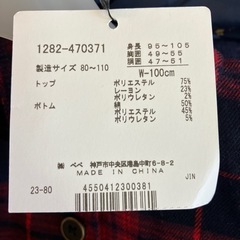 1282-470371
製造サイズ 80~110
身長 95-105
胸囲 49-55
胴囲 47-51
W-100cm
トップ ポリエステル 75%
レーヨン 23%
ポリウレタン 2%
ボトム 綿 50%
ポリエステル 45%
ポリウレタン 5%
㈱ べべ 神戸市中央区港島中町6-8-2
MADE IN CHINA
23-80 JIN
4550412300381